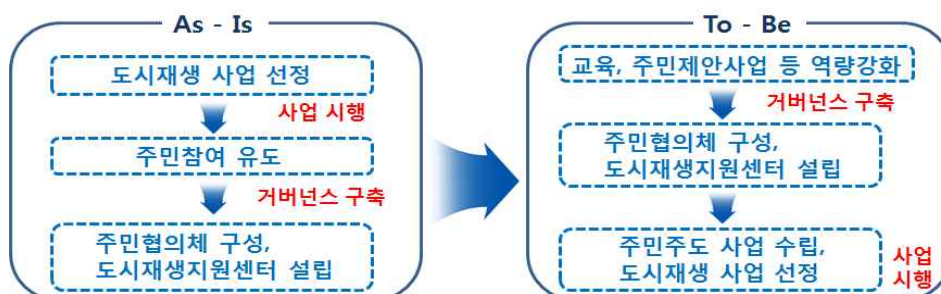 As - Is
도시재생 사업 선정
사업 시행
주민참여 유도
거버넌스 구축
주민협의체 구성,
도시재생지원센터 설립
To - Be
교육, 주민제안사업 등 역량강화
거버넌스 구축
주민협의체 구성,
도시재생지원센터 설립
주민주도 사업 수립,
도시재생 사업 선정
사업
시행